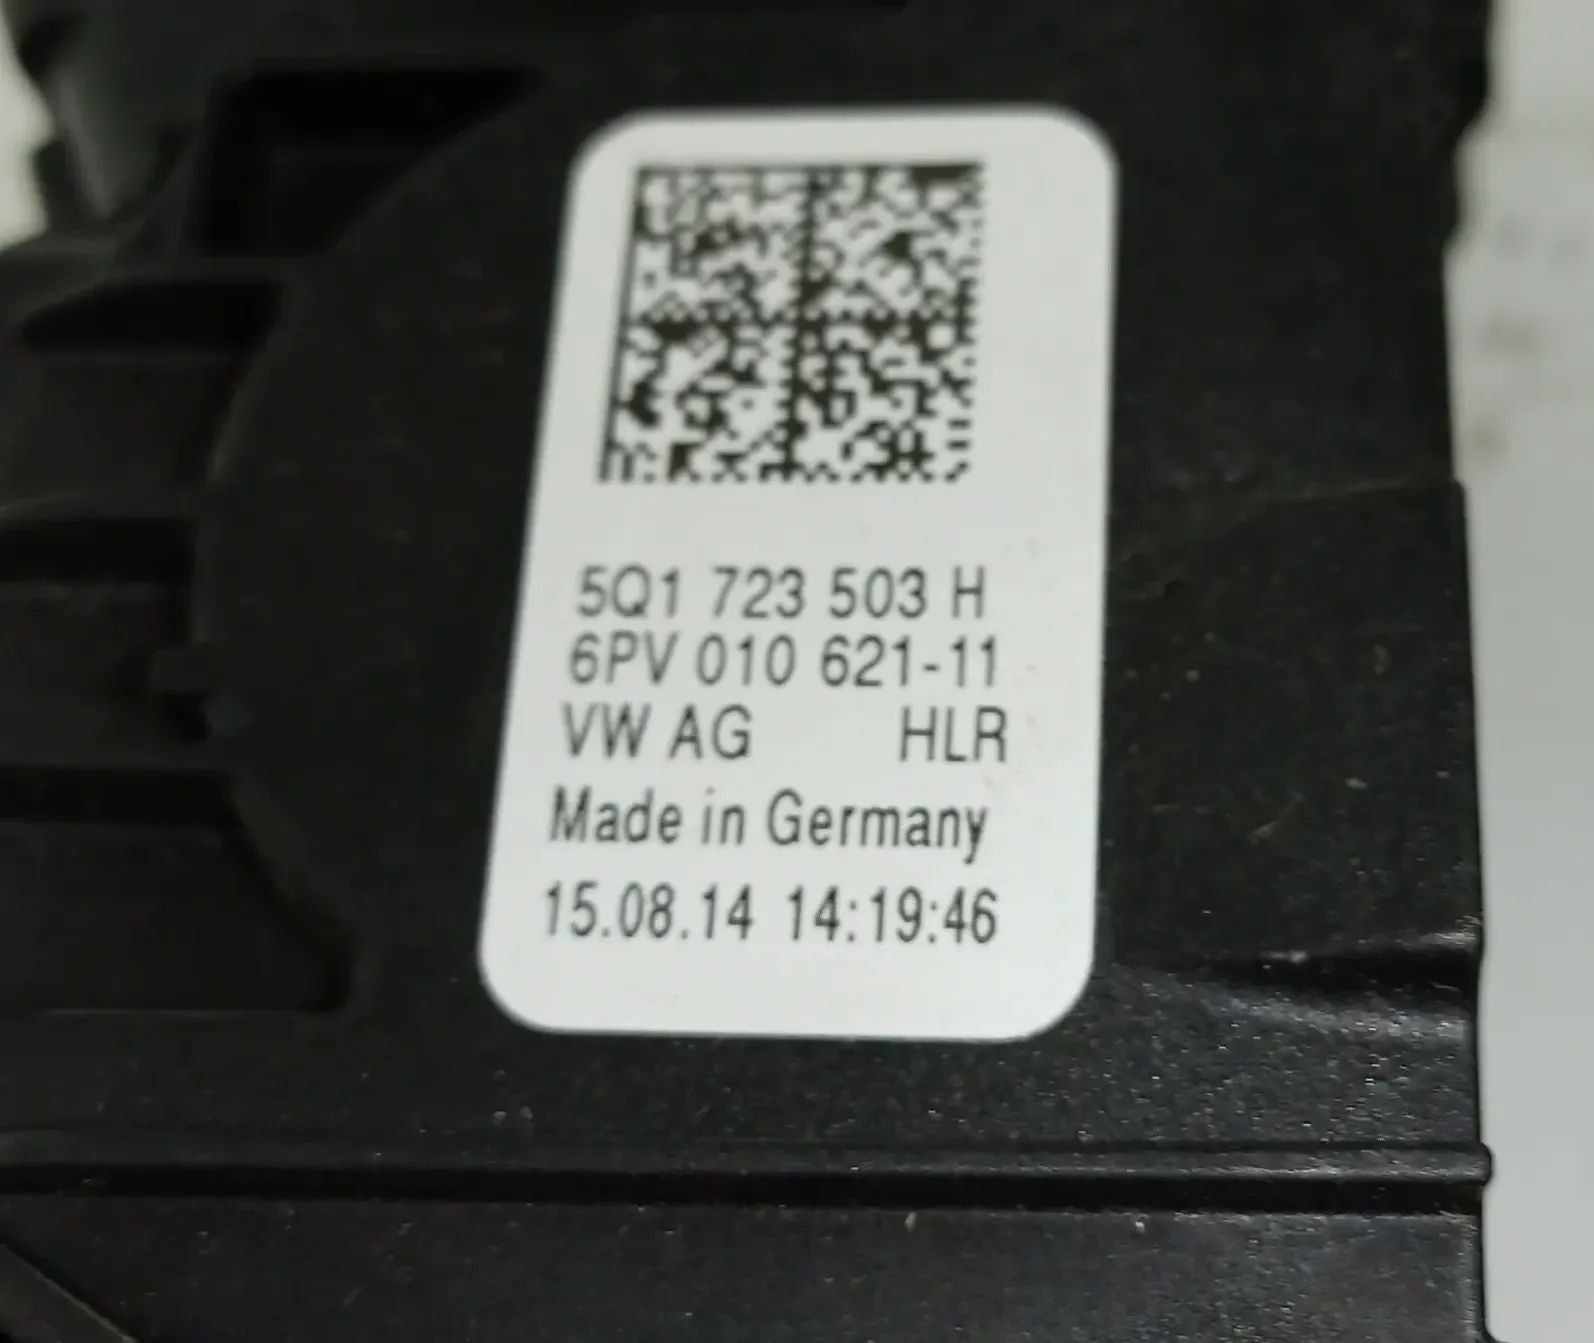 5Q1 723 503 H
6PV 010 621-11
VW AG HLR
Made in Germany
15.08.14 14:19:46